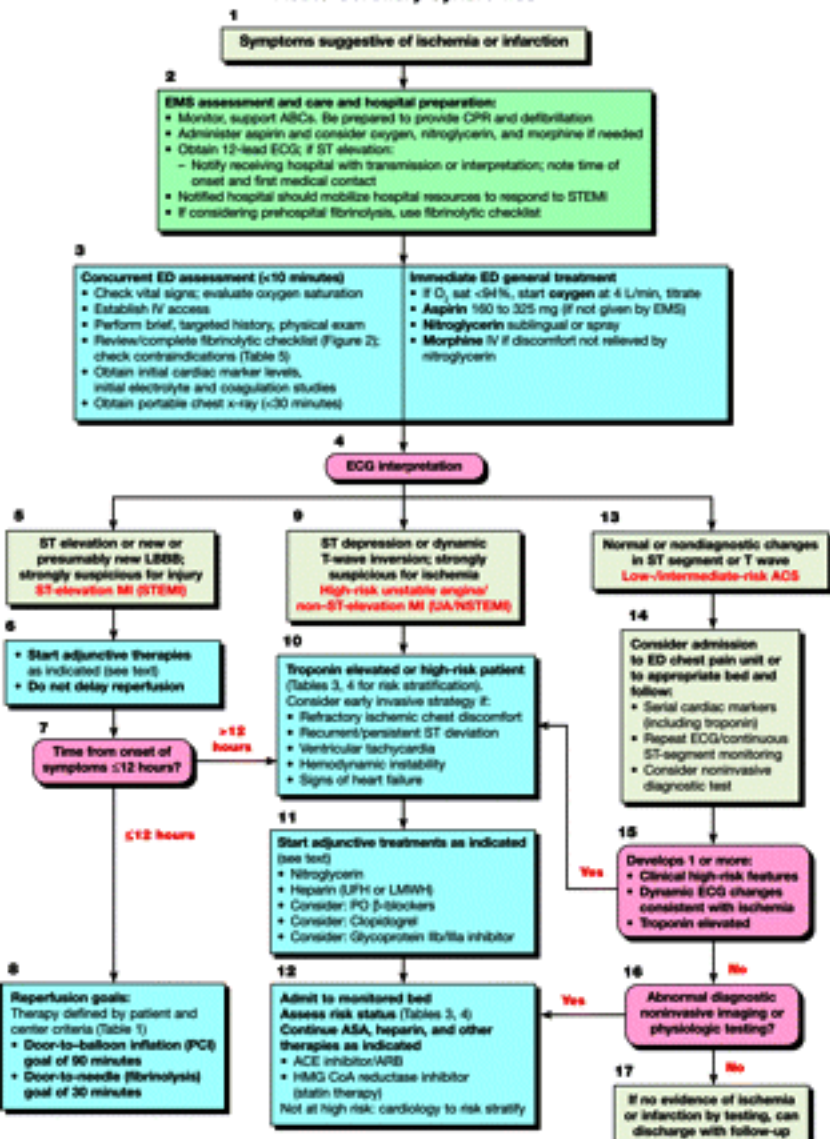 1
Symptoms suggestive of ischemia or infarction
2
EMS assessment and care and hospital preparation:
• Monitor, support ABCs. Be prepared to provide CPR and defibrillation
• Administer aspirin and consider oxygen, nitroglycerin, and morphine if needed
• Obtain 12-lead ECG; if ST elevation:
– Notify receiving hospital with transmission or interpretation; note time of
onset and first medical contact
• Notified hospital should mobilize hospital resources to respond to STEMI
• If considering prehospital fibrinolysis, use fibrinolytic checklist
3
Concurrent ED assessment (<10 minutes)
• Check vital signs; evaluate oxygen saturation
• Establish IV access
• Perform brief, targeted history, physical exam
• Review/complete fibrinolytic checklist (Figure 2);
check contraindications (Table 5)
• Obtain initial cardiac marker levels,
initial electrolyte and coagulation studies
• Obtain portable chest x-ray (<30 minutes)
Immediate ED general treatment
• If O2 sat <94%, start oxygen at 4 L/min, titrate
• Aspirin 160 to 325 mg (if not given by EMS)
• Nitroglycerin sublingual or spray
• Morphine IV if discomfort not relieved by
nitroglycerin
4
ECG interpretation
5
ST elevation or new or
presumably new LBBB;
strongly suspicious for injury
ST-elevation MI (STEMI)
6
• Start adjunctive therapies
as indicated (see text)
• Do not delay reperfusion
7
Time from onset of
symptoms ≤12 hours?
>12
hours
≤12 hours
8
Reperfusion goals:
Therapy defined by patient and
center criteria (Table 1)
• Door-to-balloon inflation (PCI)
goal of 90 minutes
• Door-to-needle (fibrinolysis)
goal of 30 minutes
9
ST depression or dynamic
T-wave inversion; strongly
suspicious for ischemia
High-risk unstable angina/
non–ST-elevation MI (UA/NSTEMI)
10
Troponin elevated or high-risk patient
(Tables 3, 4 for risk stratification).
Consider early invasive strategy if:
• Refractory ischemic chest discomfort
• Recurrent/persistent ST deviation
• Ventricular tachycardia
• Hemodynamic instability
• Signs of heart failure
11
Start adjunctive treatments as indicated
(see text)
• Nitroglycerin
• Heparin (UFH or LMWH)
• Consider: PO β-blockers
• Consider: Clopidogrel
• Consider: Glycoprotein IIb/IIIa inhibitor
12
Admit to monitored bed
Assess risk status (Tables 3, 4)
Continue ASA, heparin, and other
therapies as indicated
• ACE inhibitor/ARB
• HMG CoA reductase inhibitor
(statin therapy)
Not at high risk: cardiology to risk stratify
13
Normal or nondiagnostic changes
in ST segment or T wave
Low-/intermediate-risk ACS
14
Consider admission
to ED chest pain unit or
to appropriate bed and
follow:
• Serial cardiac markers
(including troponin)
• Repeat ECG/continuous
ST-segment monitoring
• Consider noninvasive
diagnostic test
15
Develops 1 or more:
• Clinical high-risk features
• Dynamic ECG changes
consistent with ischemia
• Troponin elevated
Yes
No
16
Abnormal diagnostic
noninvasive imaging or
physiologic testing?
Yes
No
17
If no evidence of ischemia
or infarction by testing, can
discharge with follow-up